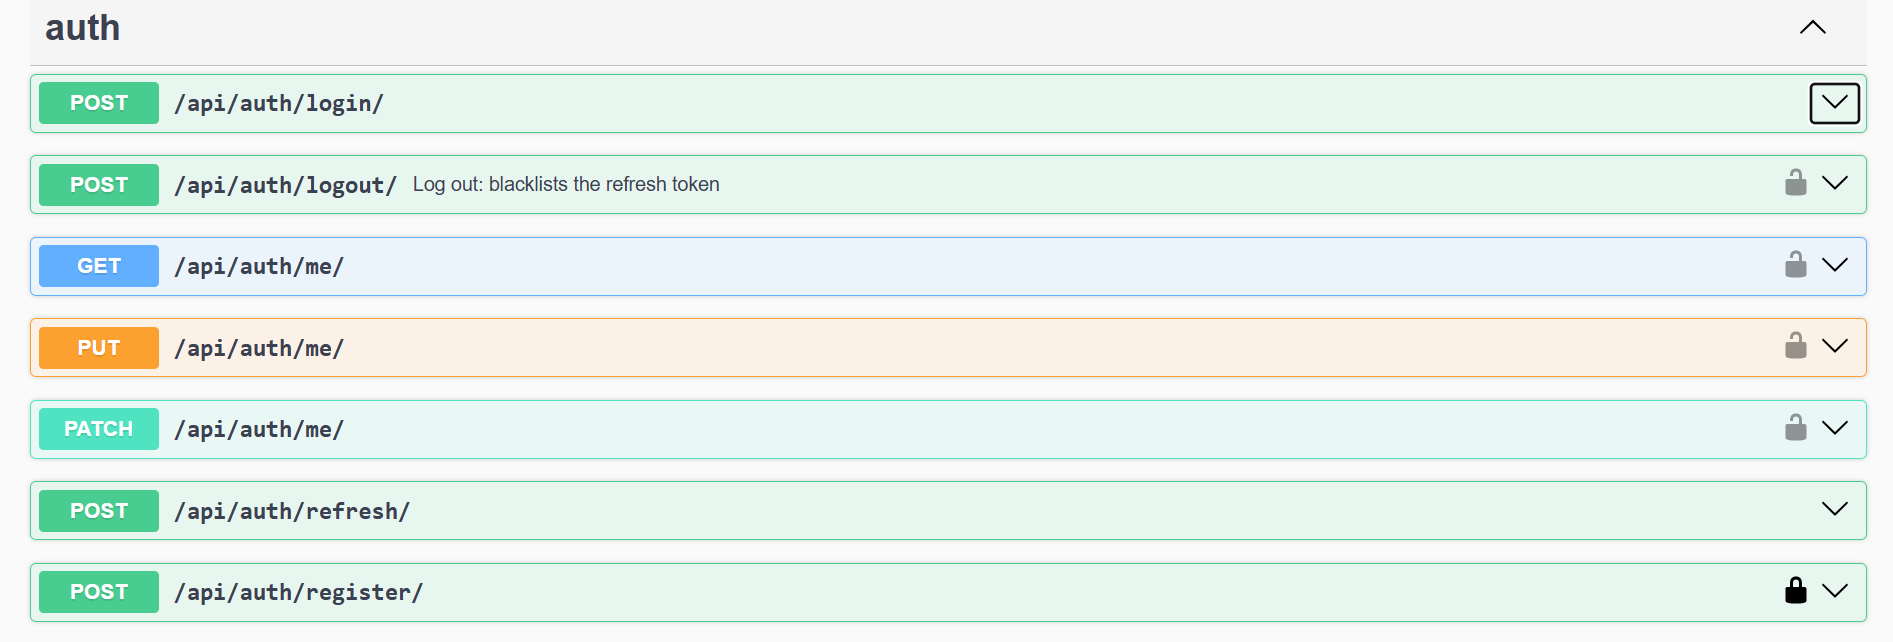 auth
POST /api/auth/login/
POST /api/auth/logout/ Log out: blacklists the refresh token
GET /api/auth/me/
PUT /api/auth/me/
PATCH /api/auth/me/
POST /api/auth/refresh/
POST /api/auth/register/